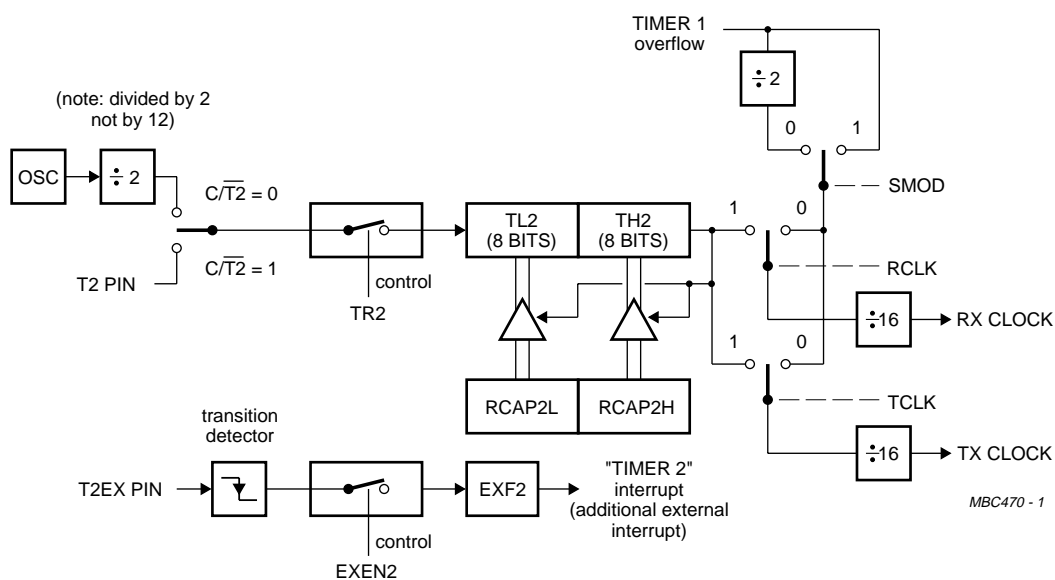 TIMER 1
overflow
÷ 2
(note: divided by 2
not by 12)
0 1
OSC
÷ 2
C/T2̅ = 0
SMOD
TL2
(8 BITS)
TH2
(8 BITS)
1 0
C/T2̅ = 1
T2 PIN
control
TR2
RCLK
÷16
RX CLOCK
1 0
RCAP2L
RCAP2H
TCLK
transition
detector
÷16
TX CLOCK
T2EX PIN
EXF2
"TIMER 2"
interrupt
(additional external
interrupt)
control
EXEN2
MBC470 - 1